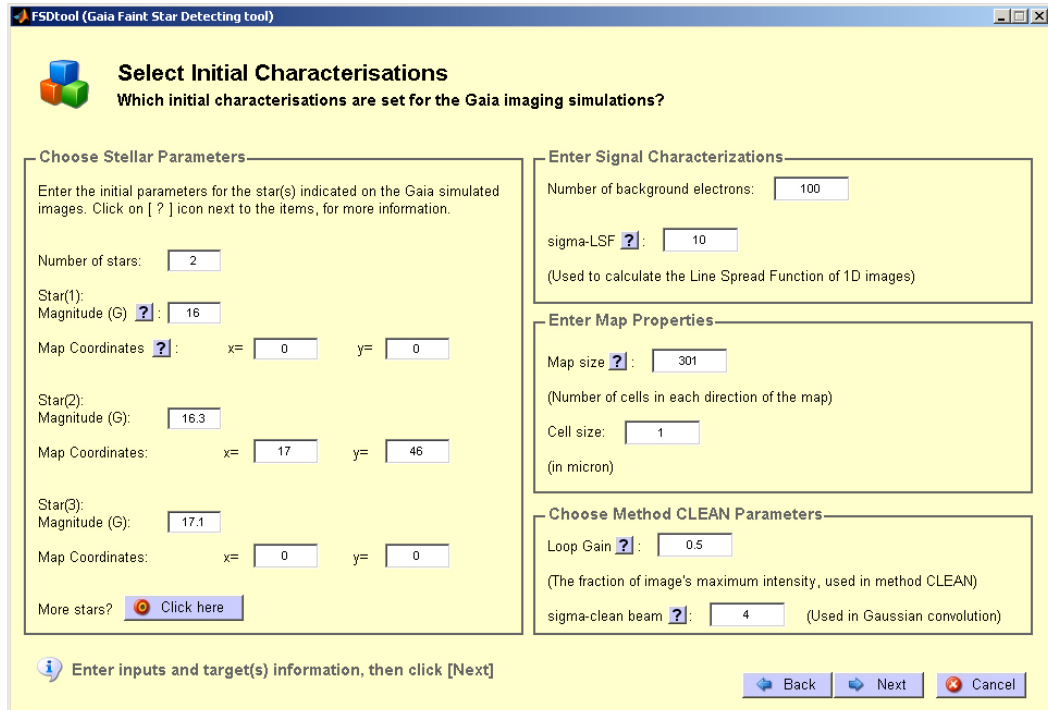 FSDtool (Gaia Faint Star Detecting tool)
Select Initial Characterisations
Which initial characterisations are set for the Gaia imaging simulations?
Choose Stellar Parameters
Enter the initial parameters for the star(s) indicated on the Gaia simulated
images. Click on [ ? ] icon next to the items, for more information.
Number of stars: 2
Star(1):
Magnitude (G) ? : 16
Map Coordinates ? : x= 0 y= 0
Star(2):
Magnitude (G): 16.3
Map Coordinates: x= 17 y= 46
Star(3):
Magnitude (G): 17.1
Map Coordinates: x= 0 y= 0
More stars? Click here
Enter Signal Characterizations
Number of background electrons: 100
sigma-LSF ? : 10
(Used to calculate the Line Spread Function of 1D images)
Enter Map Properties
Map size ? : 301
(Number of cells in each direction of the map)
Cell size: 1
(in micron)
Choose Method CLEAN Parameters
Loop Gain ? : 0.5
(The fraction of image's maximum intensity, used in method CLEAN)
sigma-clean beam ? : 4 (Used in Gaussian convolution)
Enter inputs and target(s) information, then click [Next]
Back Next Cancel